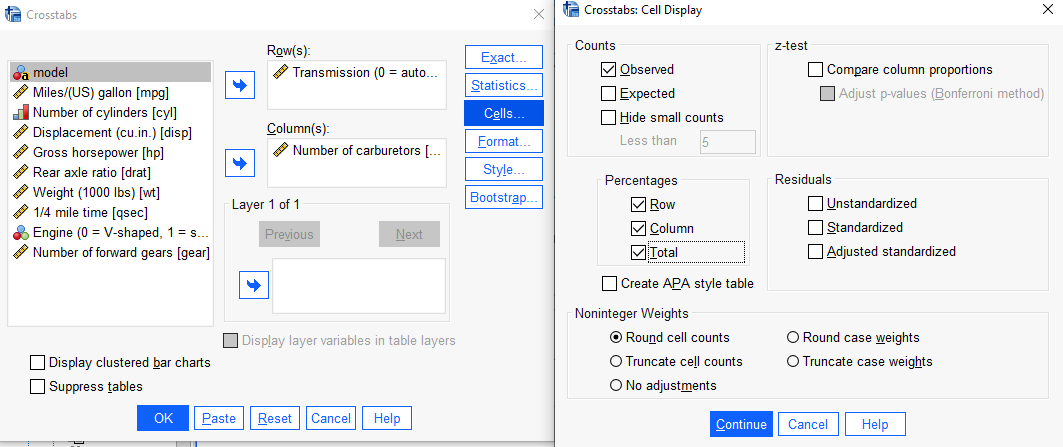 Crosstabs
Row(s):
model
Miles/(US) gallon [mpg]
Number of cylinders [cyl]
Displacement (cu.in.) [disp]
Gross horsepower [hp]
Rear axle ratio [drat]
Weight (1000 lbs) [wt]
1/4 mile time [qsec]
Engine (0 = V-shaped, 1 = s...
Number of forward gears [gear]
Transmission (0 = auto...
Column(s):
Number of carburetors [...
Layer 1 of 1
Previous
Next
Display layer variables in table layers
Exact...
Statistics...
Cells...
Format...
Style...
Bootstrap...
Display clustered bar charts
Suppress tables
OK
Paste
Reset
Cancel
Help
Crosstabs: Cell Display
Counts
Observed
Expected
Hide small counts
Less than
5
z-test
Compare column proportions
Adjust p-values (Bonferroni method)
Percentages
Row
Column
Total
Residuals
Unstandardized
Standardized
Adjusted standardized
Create APA style table
Noninteger Weights
Round cell counts
Round case weights
Truncate cell counts
Truncate case weights
No adjustments
Continue
Cancel
Help